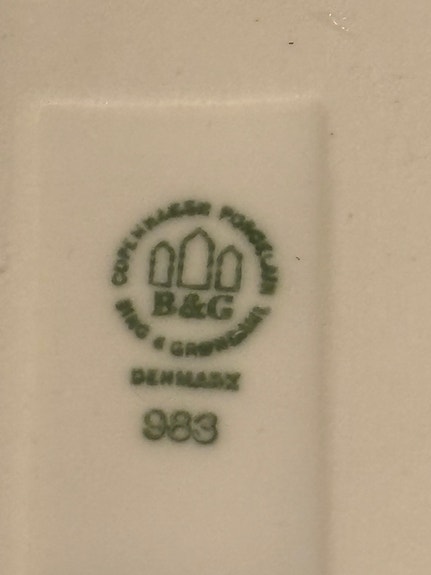 COPENHAGEN PORCELAIN
B&G
BING & GRØNDAHL
DENMARK
983